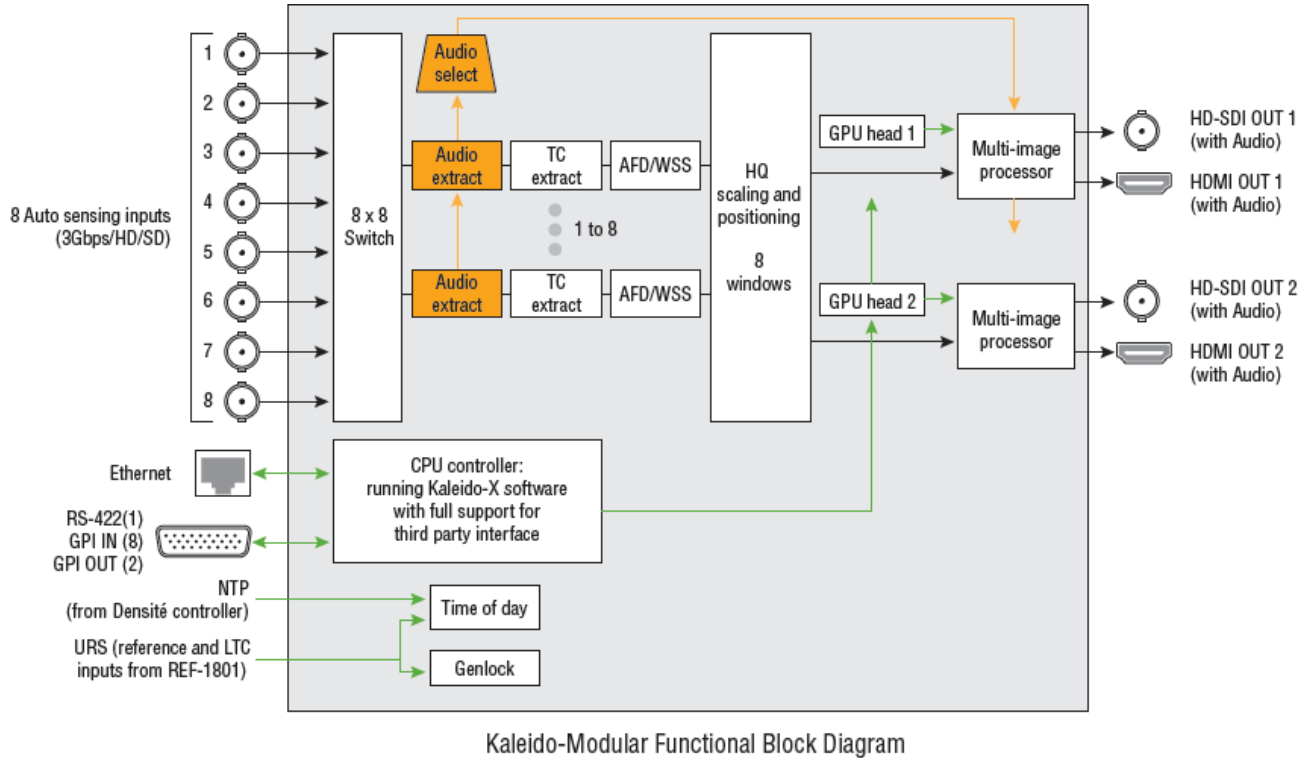 1
2
3
4
5
6
7
8
8 Auto sensing inputs
(3Gbps/HD/SD)
8 x 8
Switch
Audio
select
Audio
extract
TC
extract
AFD/WSS
1 to 8
Audio
extract
TC
extract
AFD/WSS
HQ
scaling and
positioning
8
windows
GPU head 1
Multi-image
processor
HD-SDI OUT 1
(with Audio)
HDMI OUT 1
(with Audio)
GPU head 2
Multi-image
processor
HD-SDI OUT 2
(with Audio)
HDMI OUT 2
(with Audio)
Ethernet
RS-422(1)
GPI IN (8)
GPI OUT (2)
CPU controller:
running Kaleido-X software
with full support for
third party interface
NTP
(from Densité controller)
Time of day
URS (reference and LTC
inputs from REF-1801)
Genlock
Kaleido-Modular Functional Block Diagram